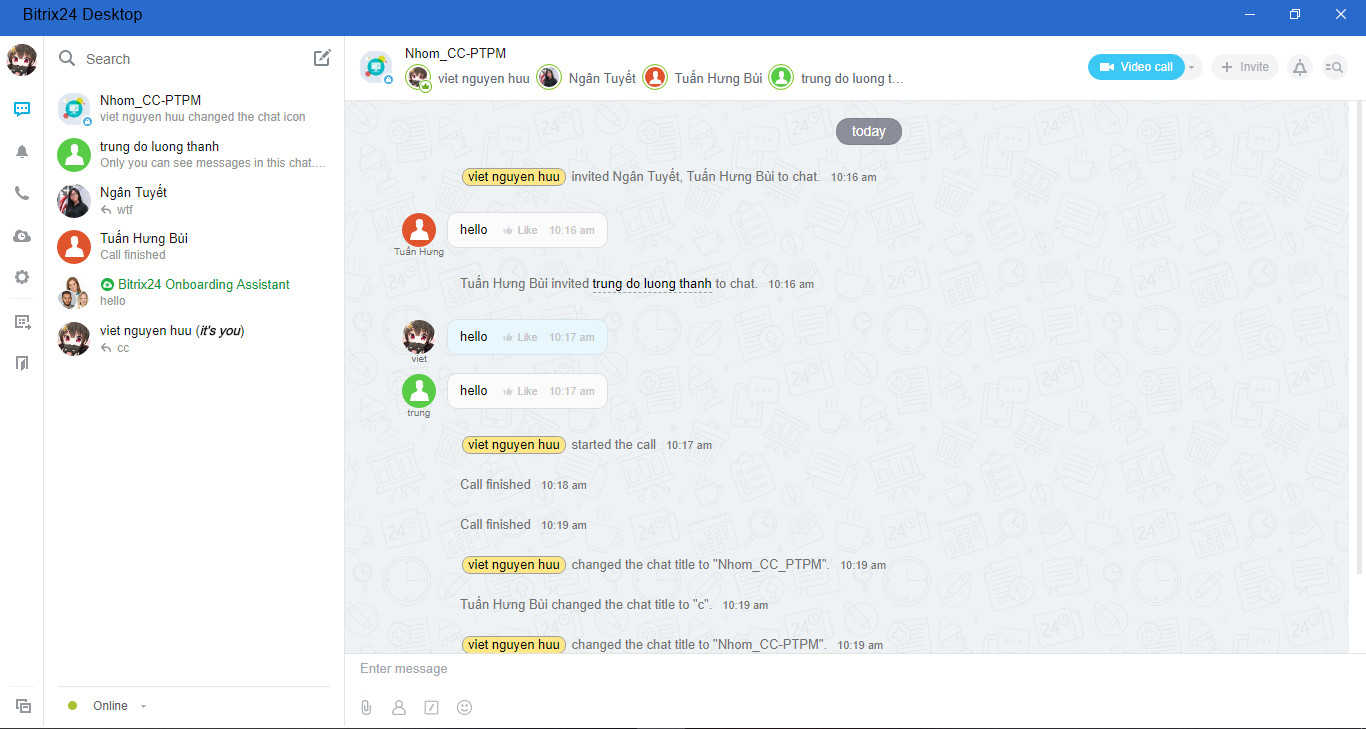 Bitrix24 Desktop
Search
Nhom_CC-PTPM
viet nguyen huu changed the chat icon
trung do luong thanh
Only you can see messages in this chat....
Ngân Tuyết
wtf
Tuấn Hưng Bùi
Call finished
Bitrix24 Onboarding Assistant
hello
viet nguyen huu (it's you)
cc
Online
Nhom_CC-PTPM
viet nguyen huu Ngân Tuyết Tuấn Hưng Bùi trung do luong t...
Video call
Invite
today
viet nguyen huu invited Ngân Tuyết, Tuấn Hưng Bùi to chat. 10:16 am
hello Like 10:16 am
Tuấn Hưng
Tuấn Hưng Bùi invited trung do luong thanh to chat. 10:16 am
hello Like 10:17 am
viet
hello Like 10:17 am
trung
viet nguyen huu started the call 10:17 am
Call finished 10:18 am
Call finished 10:19 am
viet nguyen huu changed the chat title to "Nhom_CC_PTPM". 10:19 am
Tuấn Hưng Bùi changed the chat title to "c". 10:19 am
viet nguyen huu changed the chat title to "Nhom_CC-PTPM". 10:19 am
Enter message